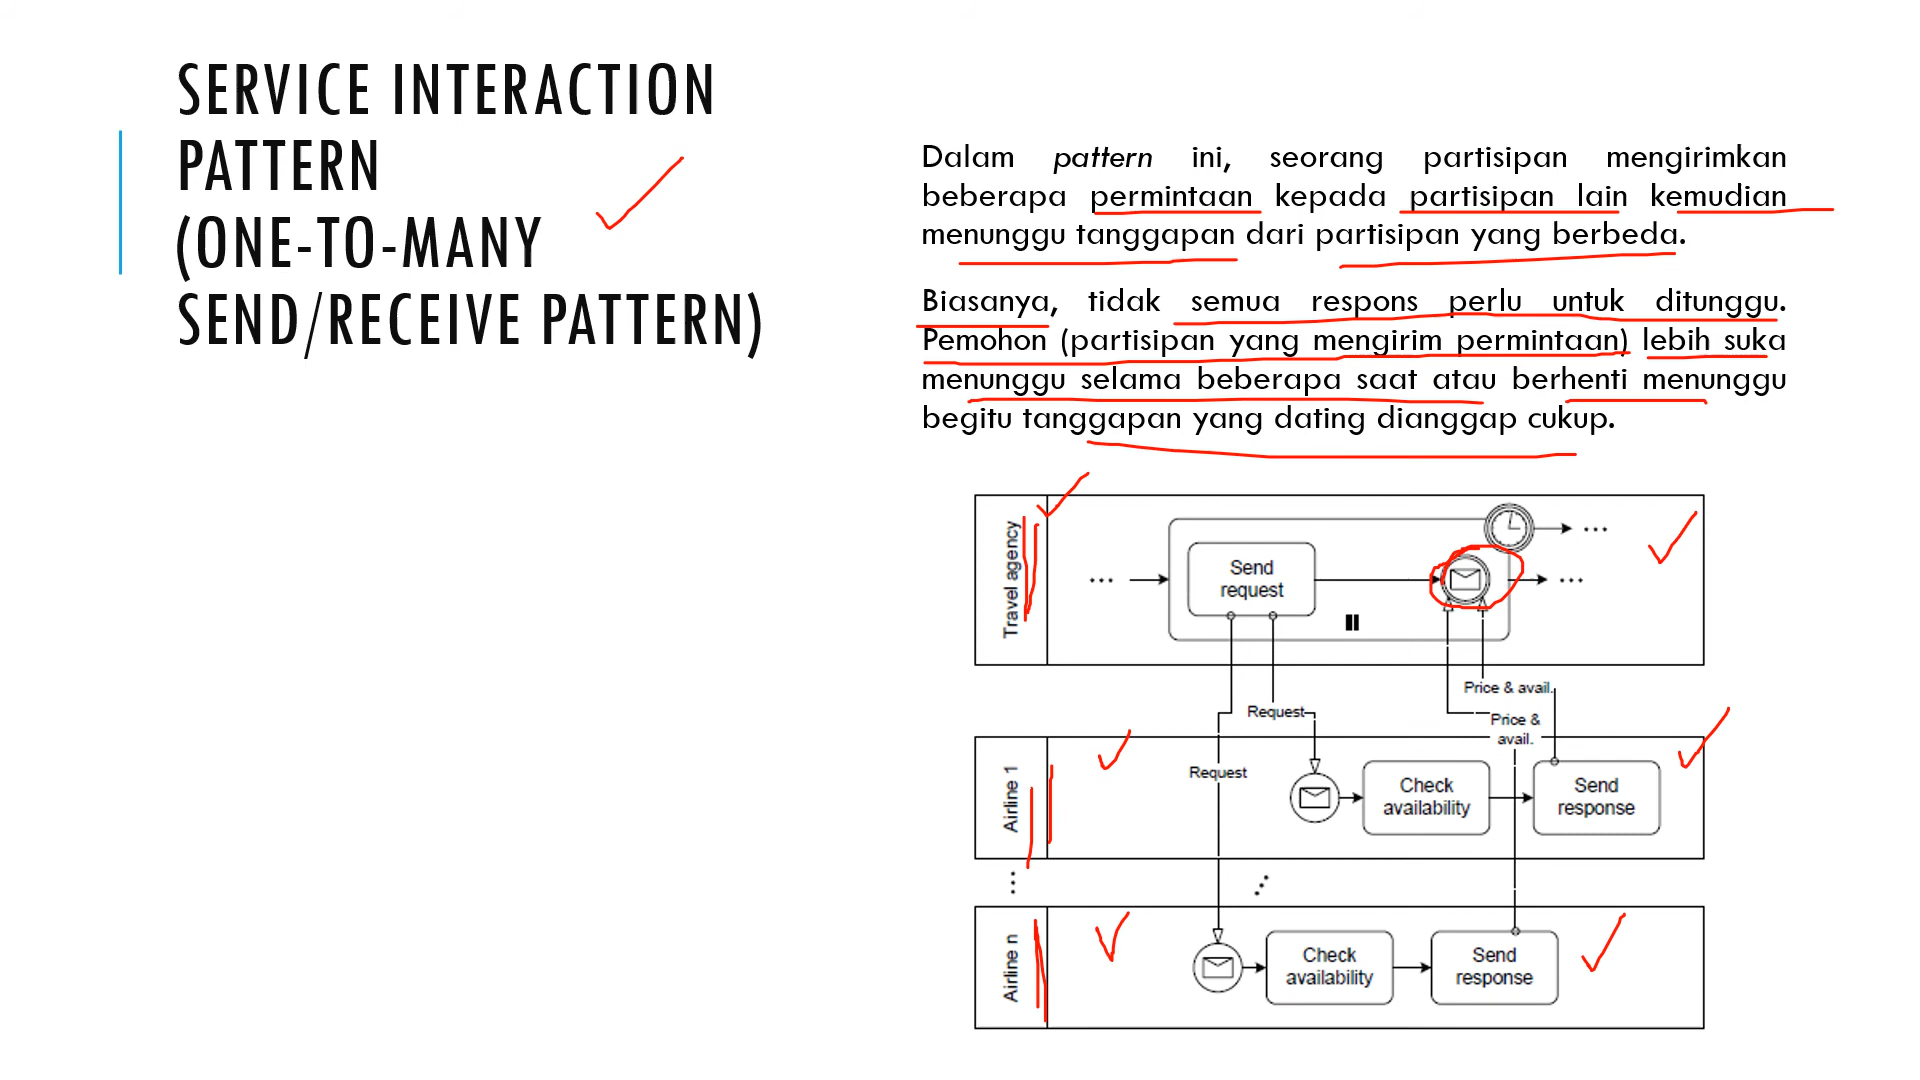 SERVICE INTERACTION
PATTERN
(ONE-TO-MANY
SEND/RECEIVE PATTERN)
Dalam pattern ini, seorang partisipan mengirimkan
beberapa permintaan kepada partisipan lain kemudian
menunggu tanggapan dari partisipan yang berbeda.
Biasanya, tidak semua respons perlu untuk ditunggu.
Pemohon (partisipan yang mengirim permintaan) lebih suka
menunggu selama beberapa saat atau berhenti menunggu
begitu tanggapan yang dating dianggap cukup.
Travel agency
...
Send
request
...
...
Price & avail.
Request
Price &
avail.
Request
Airline 1
Check
availability
Send
response
...
...
Airline n
Check
availability
Send
response